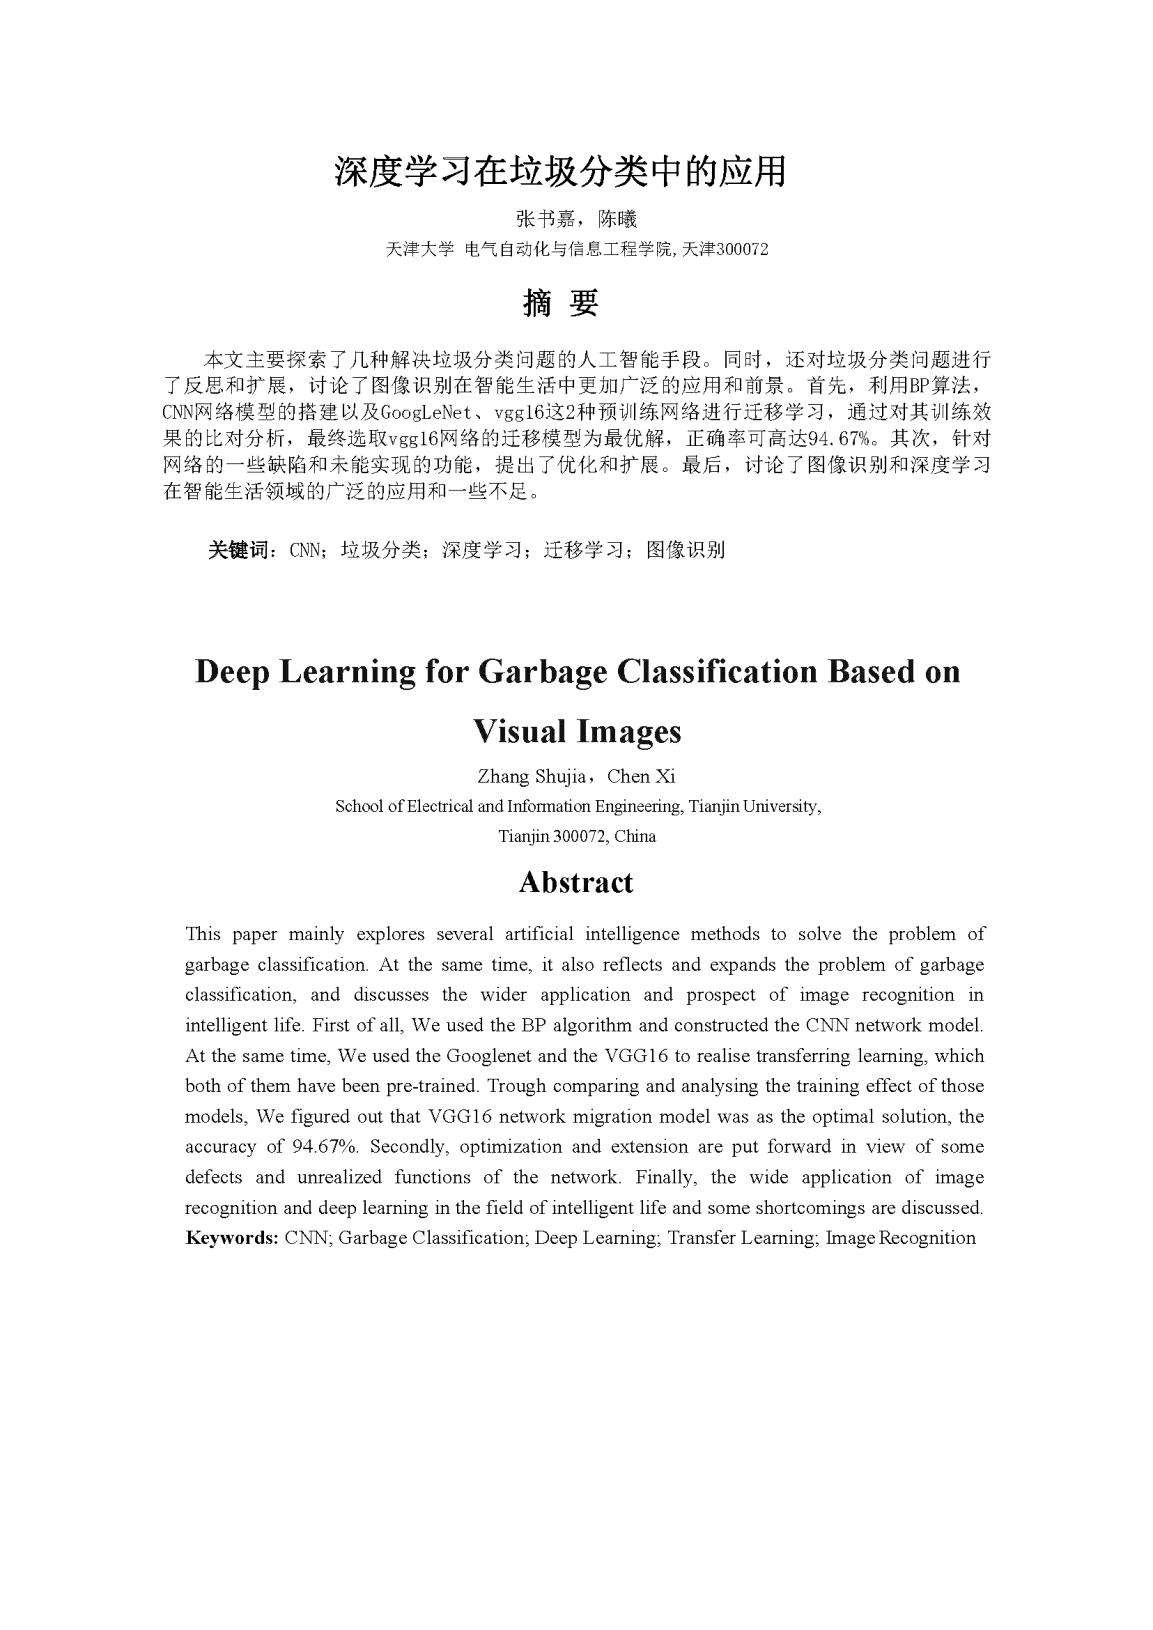 深度学习在垃圾分类中的应用
张书嘉，陈曦
天津大学 电气自动化与信息工程学院,天津300072
摘 要
本文主要探索了几种解决垃圾分类问题的人工智能手段。同时，还对垃圾分类问题进行
了反思和扩展，讨论了图像识别在智能生活中更加广泛的应用和前景。首先，利用BP算法，
CNN网络模型的搭建以及GoogLeNet、vgg16这2种预训练网络进行迁移学习，通过对其训练效
果的比对分析，最终选取vgg16网络的迁移模型为最优解，正确率可高达94.67%。其次，针对
网络的一些缺陷和未能实现的功能，提出了优化和扩展。最后，讨论了图像识别和深度学习
在智能生活领域的广泛的应用和一些不足。
关键词：CNN；垃圾分类；深度学习；迁移学习；图像识别
Deep Learning for Garbage Classification Based on
Visual Images
Zhang Shujia，Chen Xi
School of Electrical and Information Engineering, Tianjin University,
Tianjin 300072, China
Abstract
This paper mainly explores several artificial intelligence methods to solve the problem of
garbage classification. At the same time, it also reflects and expands the problem of garbage
classification, and discusses the wider application and prospect of image recognition in
intelligent life. First of all, We used the BP algorithm and constructed the CNN network model.
At the same time, We used the Googlenet and the VGG16 to realise transferring learning, which
both of them have been pre-trained. Trough comparing and analysing the training effect of those
models, We figured out that VGG16 network migration model was as the optimal solution, the
accuracy of 94.67%. Secondly, optimization and extension are put forward in view of some
defects and unrealized functions of the network. Finally, the wide application of image
recognition and deep learning in the field of intelligent life and some shortcomings are discussed.
Keywords: CNN; Garbage Classification; Deep Learning; Transfer Learning; Image Recognition